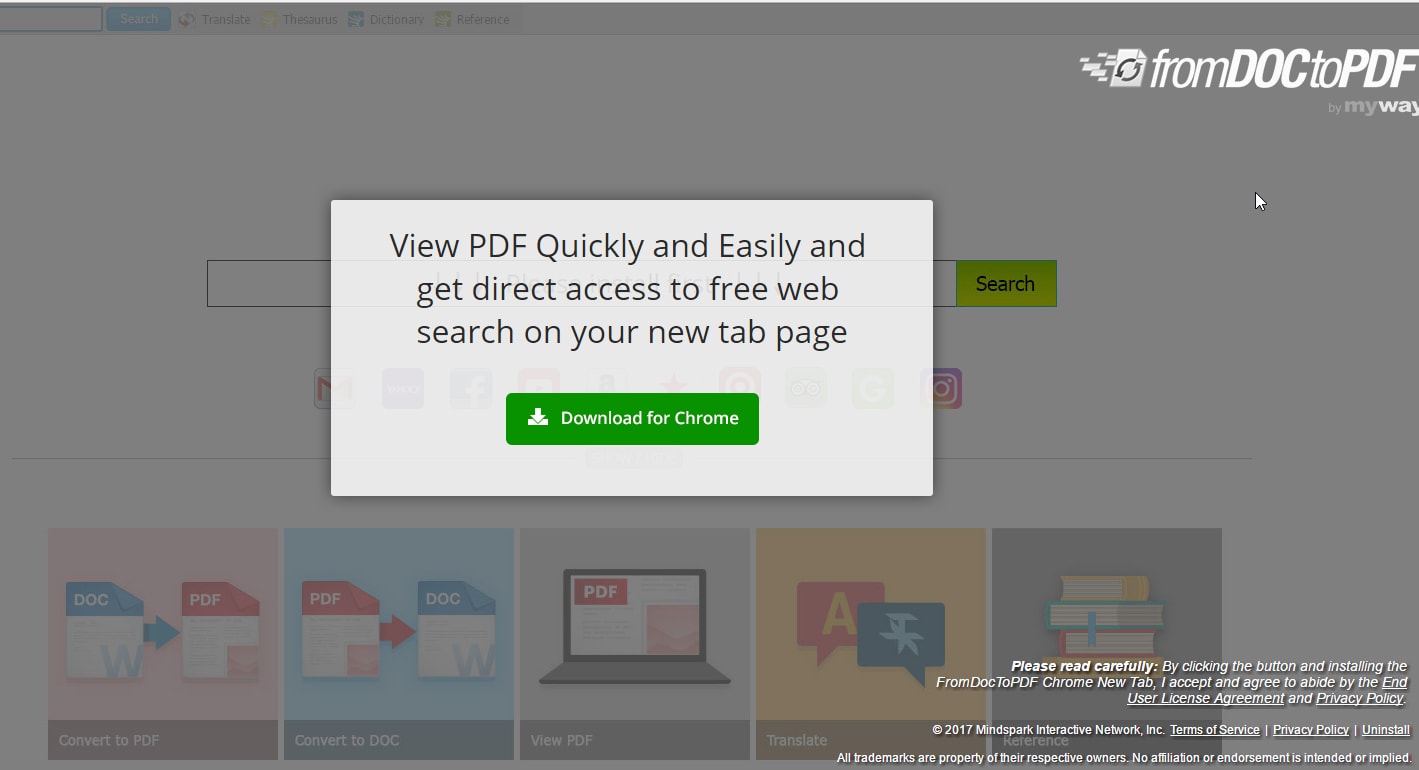 Search Translate Thesaurus Dictionary Reference
fromDOCtoPDF
by myway
View PDF Quickly and Easily and
get direct access to free web
search on your new tab page
Search
Download for Chrome
DOC PDF
PDF DOC
PDF
A
W
W
Convert to PDF
Convert to DOC
View PDF
Translate
Reference
Please read carefully: By clicking the button and installing the
FromDocToPDF Chrome New Tab, I accept and agree to abide by the End
User License Agreement and Privacy Policy.
© 2017 Mindspark Interactive Network, Inc. Terms of Service | Privacy Policy | Uninstall
All trademarks are property of their respective owners. No affiliation or endorsement is intended or implied.